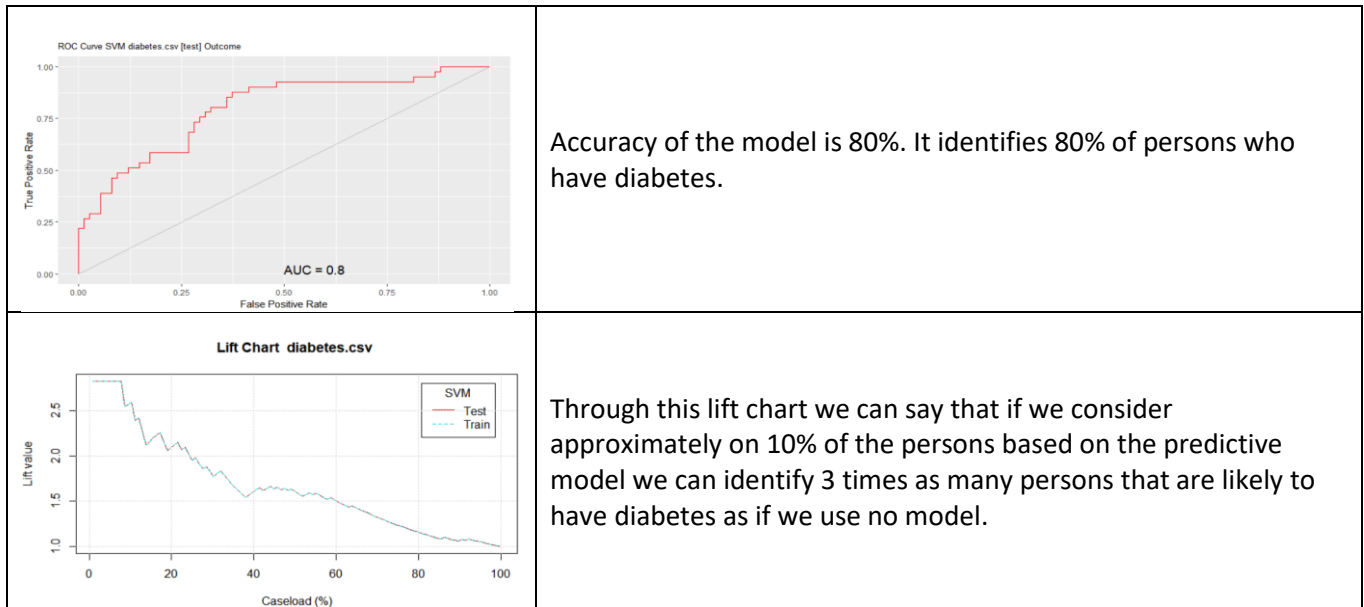 ROC Curve SVM diabetes.csv [test] Outcome
1.00
0.75
0.50
0.25
0.00
True Positive Rate
AUC = 0.8
0.00 0.25 0.50 0.75 1.00
False Positive Rate
Accuracy of the model is 80%. It identifies 80% of persons who
have diabetes.
Lift Chart diabetes.csv
2.5
2.0
1.5
1.0
Lift value
SVM
Test
Train
0 20 40 60 80 100
Caseload (%)
Through this lift chart we can say that if we consider
approximately on 10% of the persons based on the predictive
model we can identify 3 times as many persons that are likely to
have diabetes as if we use no model.